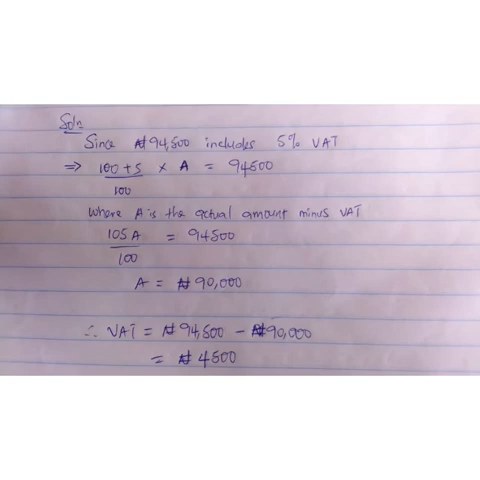 Soln
Since ₦94,500 includes 5% VAT
⇒ 100 + 5 × A = 94500
100
Where A is the actual amount minus VAT
105A = 94500
100
A = ₦90,000
∴ VAT = ₦94,500 - ₦90,000
= ₦4500